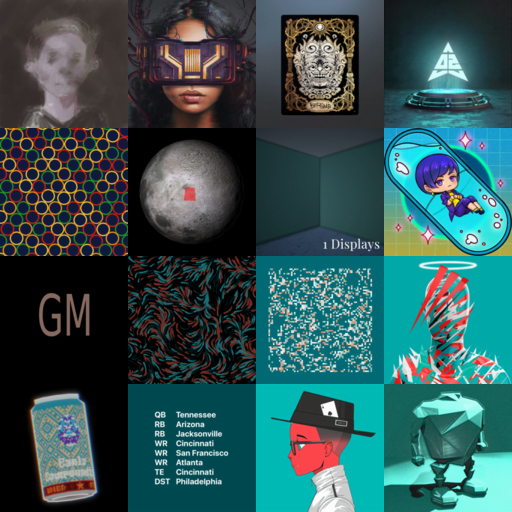 1 Displays
GM
QB Tennessee
RB Arizona
RB Jacksonville
WR Cincinnati
WR San Francisco
WR Atlanta
TE Cincinnati
DST Philadelphia